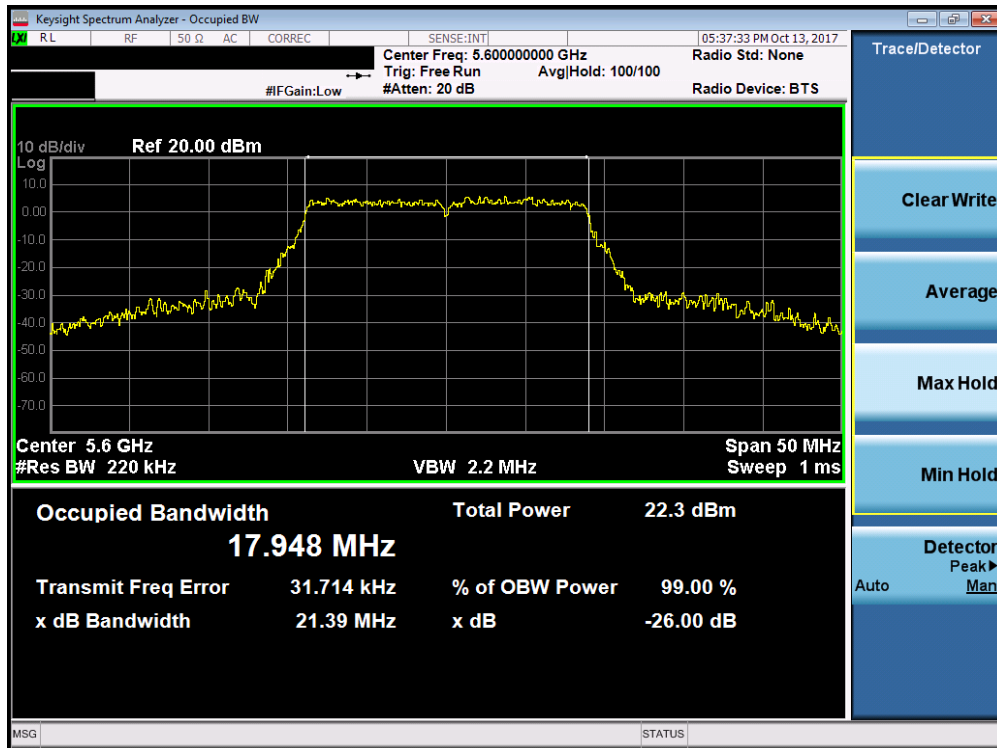 Keysight Spectrum Analyzer - Occupied BW
LXI RL RF 50 Ω AC CORREC SENSE:INT 05:37:33 PM Oct 13, 2017
Center Freq: 5.600000000 GHz Radio Std: None
Trig: Free Run Avg|Hold: 100/100
#IFGain:Low #Atten: 20 dB Radio Device: BTS
10 dB/div Ref 20.00 dBm
Log
10.0
0.00
-10.0
-20.0
-30.0
-40.0
-50.0
-60.0
-70.0
Center 5.6 GHz Span 50 MHz
#Res BW 220 kHz VBW 2.2 MHz Sweep 1 ms
Occupied Bandwidth Total Power 22.3 dBm
17.948 MHz
Transmit Freq Error 31.714 kHz % of OBW Power 99.00 %
x dB Bandwidth 21.39 MHz x dB -26.00 dB
MSG STATUS
Trace/Detector
Clear Write
Average
Max Hold
Min Hold
Detector
Peak▶
Auto Man